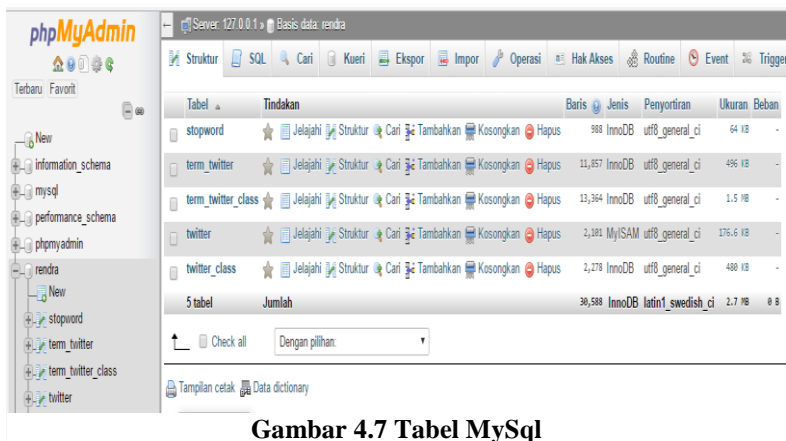 phpMyAdmin
Terbaru Favorit
New
information_schema
mysql
performance_schema
phpmyadmin
rendra
New
stopword
term_twitter
term_twitter_class
twitter
Server: 127.0.0.1 » Basis data: rendra
Struktur SQL Cari Kueri Ekspor Impor Operasi Hak Akses Routine Event Trigger
Tabel Tindakan Baris Jenis Penyortiran Ukuran Beban
stopword Jelajahi Struktur Cari Tambahkan Kosongkan Hapus 988 InnoDB utf8_general_ci 64 KB -
term_twitter Jelajahi Struktur Cari Tambahkan Kosongkan Hapus 11,857 InnoDB utf8_general_ci 496 KB -
term_twitter_class Jelajahi Struktur Cari Tambahkan Kosongkan Hapus 13,364 InnoDB utf8_general_ci 1.5 MB -
twitter Jelajahi Struktur Cari Tambahkan Kosongkan Hapus 2,101 MyISAM utf8_general_ci 176.6 KB -
twitter_class Jelajahi Struktur Cari Tambahkan Kosongkan Hapus 2,278 InnoDB utf8_general_ci 480 KB -
5 tabel Jumlah 30,588 InnoDB latin1_swedish_ci 2.7 MB 0 B
Check all Dengan pilihan:
Tampilan cetak Data dictionary
Gambar 4.7 Tabel MySql